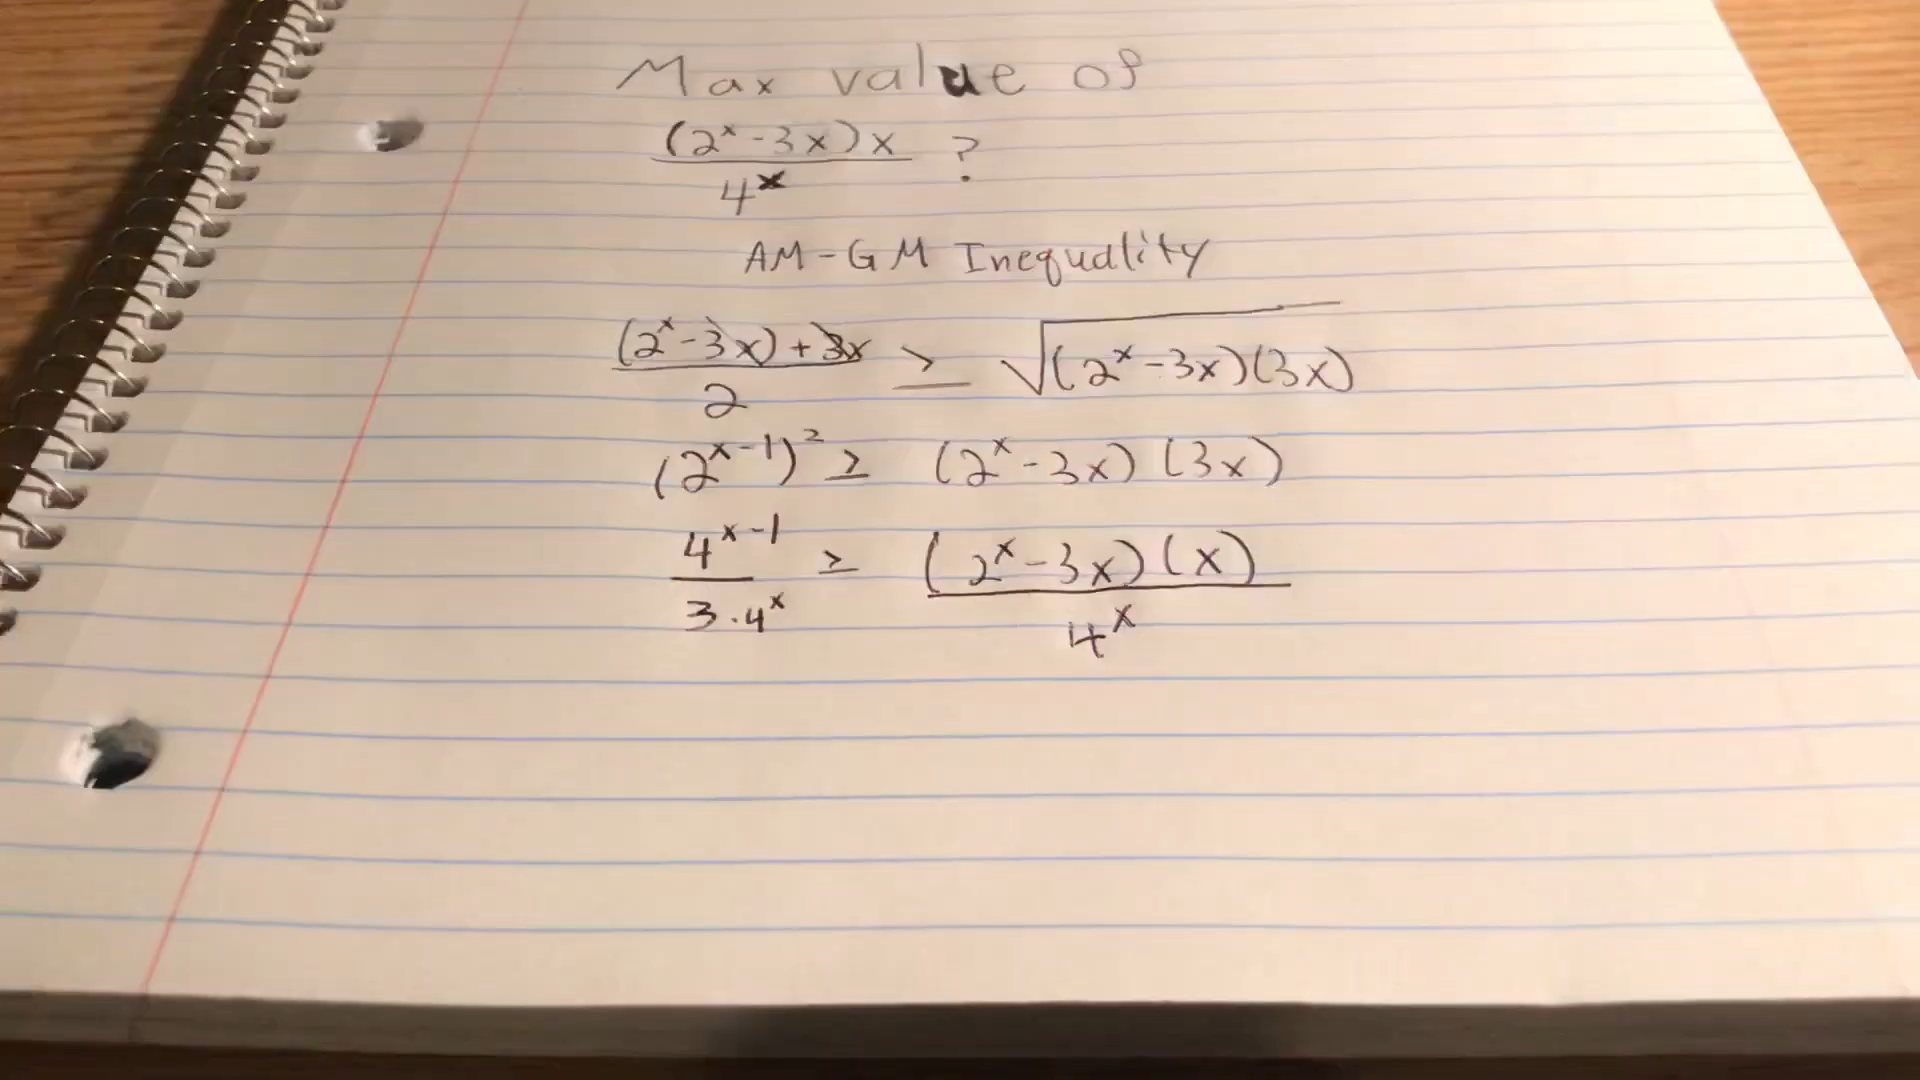 Max value of
(2^x - 3x)x / 4^x ?
AM-GM Inequality
((2^x - 3x) + 3x) / 2 ≥ √((2^x - 3x)(3x))
(2^(x-1))^2 ≥ (2^x - 3x)(3x)
4^(x-1) / (3·4^x) ≥ (2^x - 3x)(x) / 4^x